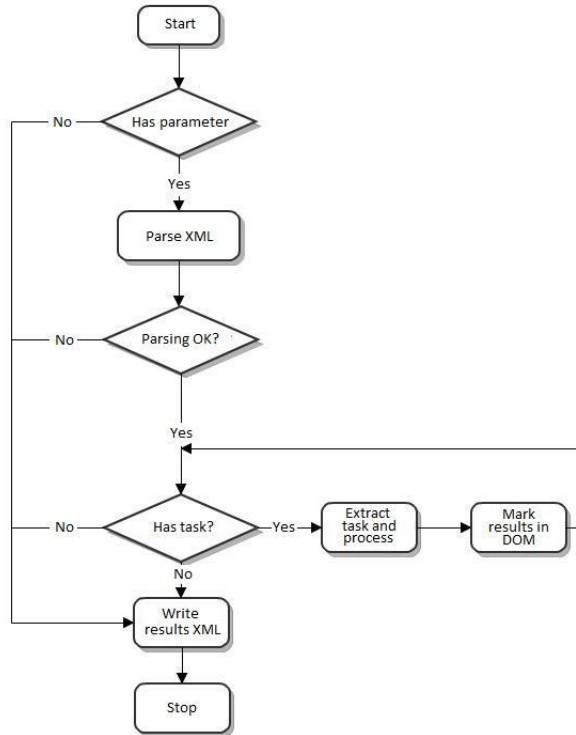 Start
No
Has parameter
Yes
Parse XML
No
Parsing OK?
Yes
No
Has task?
Yes
Extract
task and
process
Mark
results in
DOM
No
Write
results XML
Stop